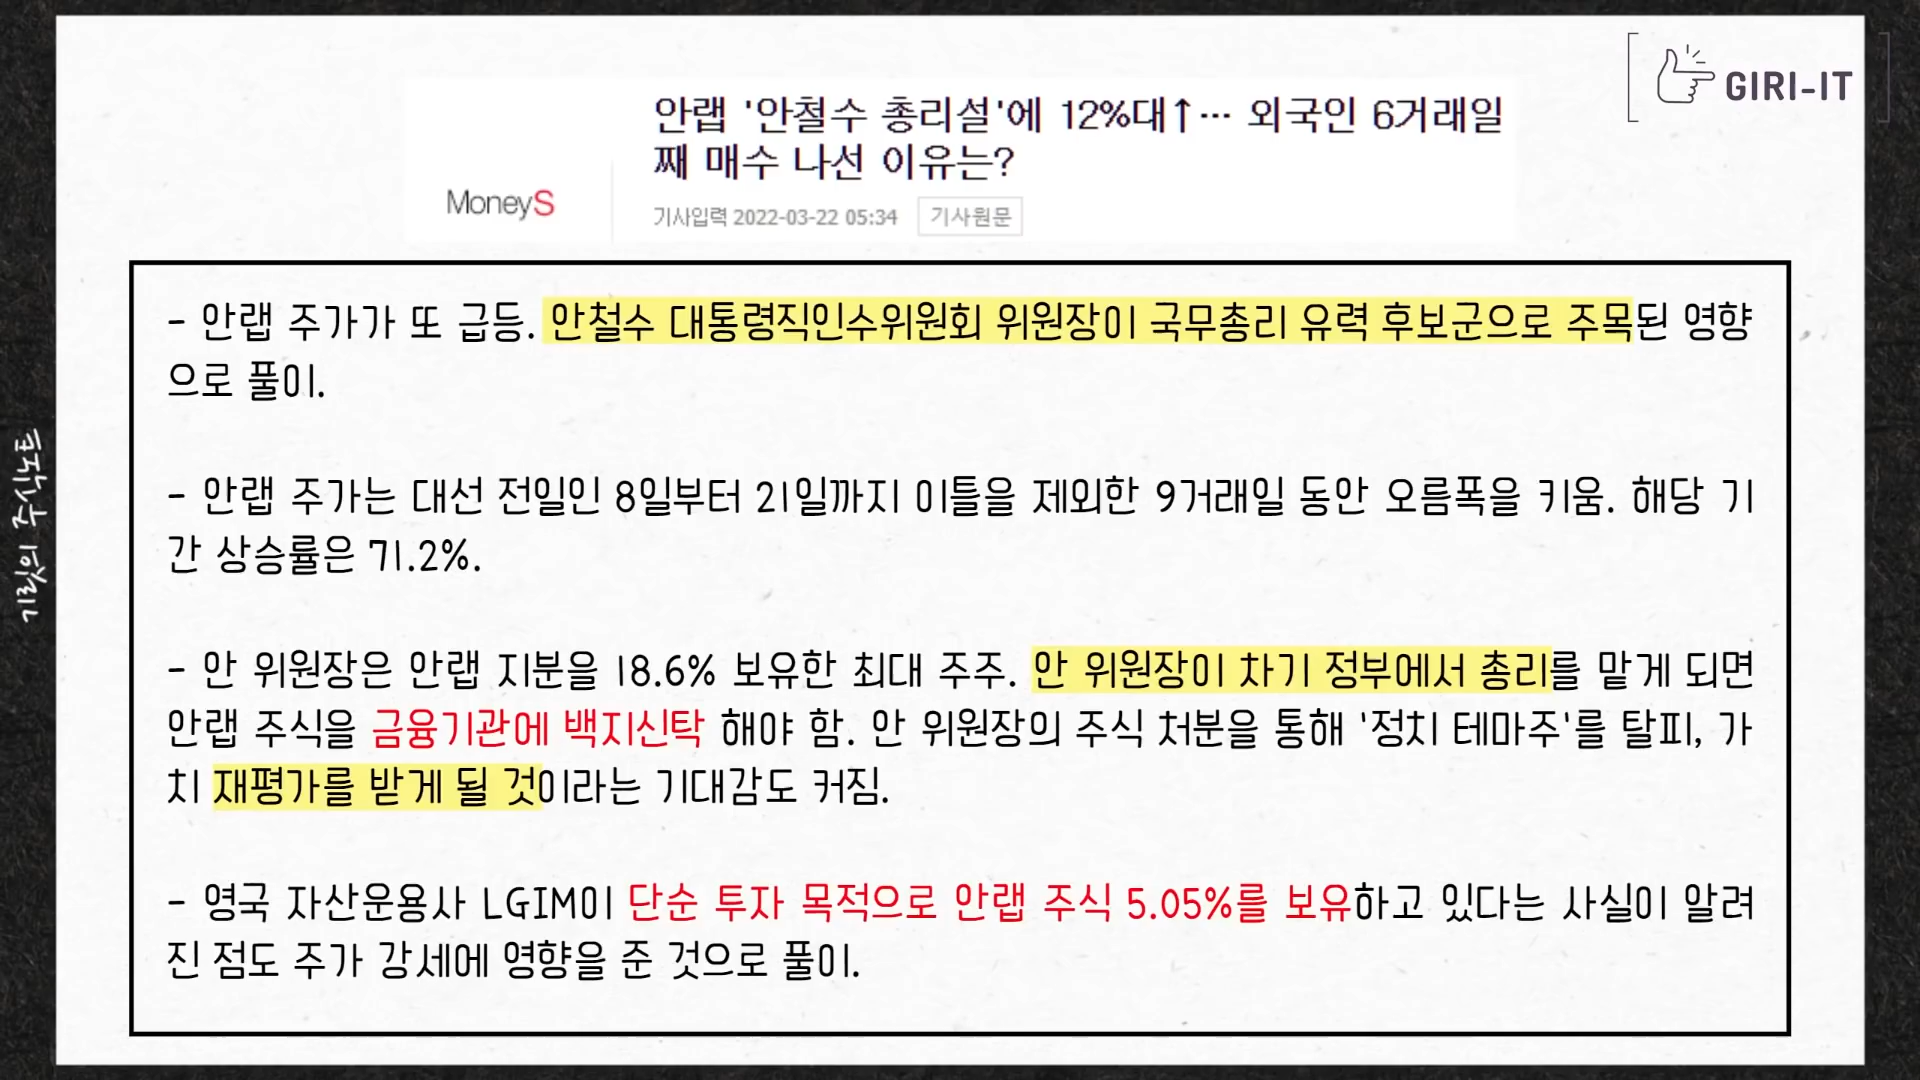 GIRI-IT
안랩 '안철수 총리설'에 12%대↑… 외국인 6거래일
째 매수 나선 이유는?
MoneyS
기사입력 2022-03-22 05:34 기사원문
- 안랩 주가가 또 급등. 안철수 대통령직인수위원회 위원장이 국무총리 유력 후보군으로 주목된 영향
으로 풀이.
- 안랩 주가는 대선 전일인 8일부터 21일까지 이틀을 제외한 9거래일 동안 오름폭을 키움. 해당 기
간 상승률은 71.2%.
- 안 위원장은 안랩 지분을 18.6% 보유한 최대 주주. 안 위원장이 차기 정부에서 총리를 맡게 되면
안랩 주식을 금융기관에 백지신탁 해야 함. 안 위원장의 주식 처분을 통해 '정치 테마주'를 탈피, 가
치 재평가를 받게 될 것이라는 기대감도 커짐.
- 영국 자산운용사 LGIM이 단순 투자 목적으로 안랩 주식 5.05%를 보유하고 있다는 사실이 알려
진 점도 주가 강세에 영향을 준 것으로 풀이.
기릿의 주식노트